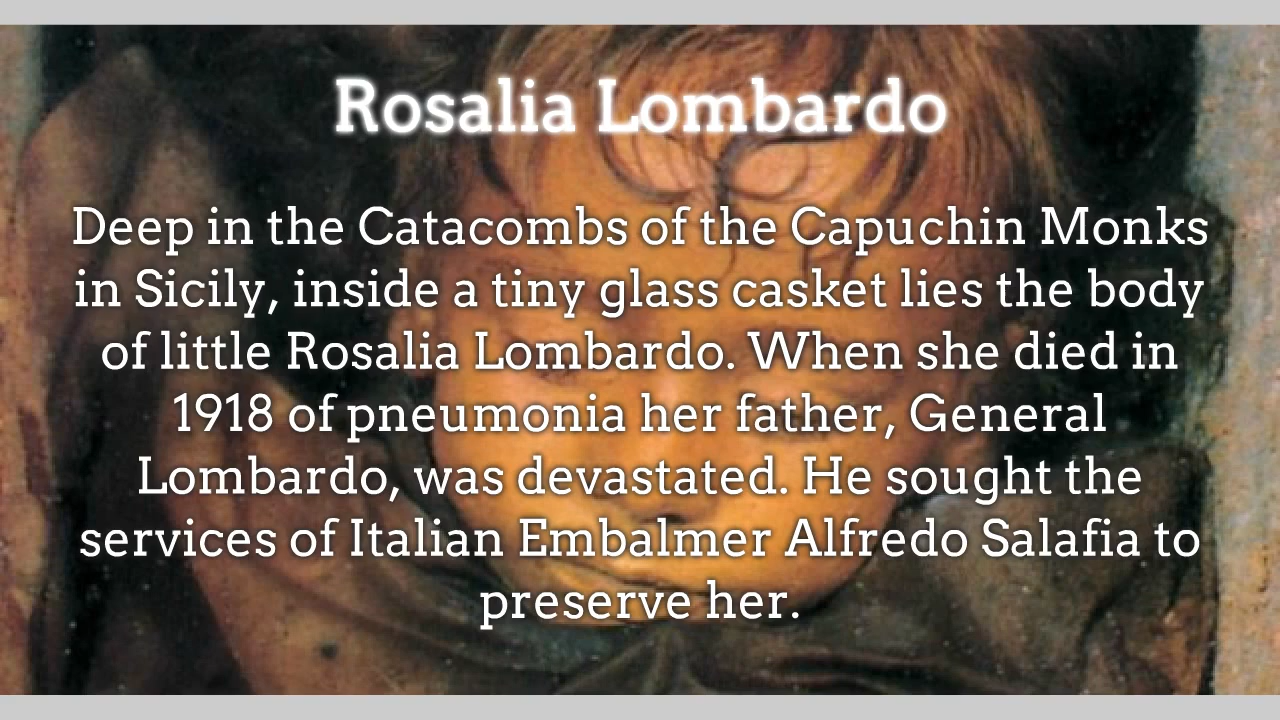 Rosalia Lombardo
Deep in the Catacombs of the Capuchin Monks
in Sicily, inside a tiny glass casket lies the body
of little Rosalia Lombardo. When she died in
1918 of pneumonia her father, General
Lombardo, was devastated. He sought the
services of Italian Embalmer Alfredo Salafia to
preserve her.